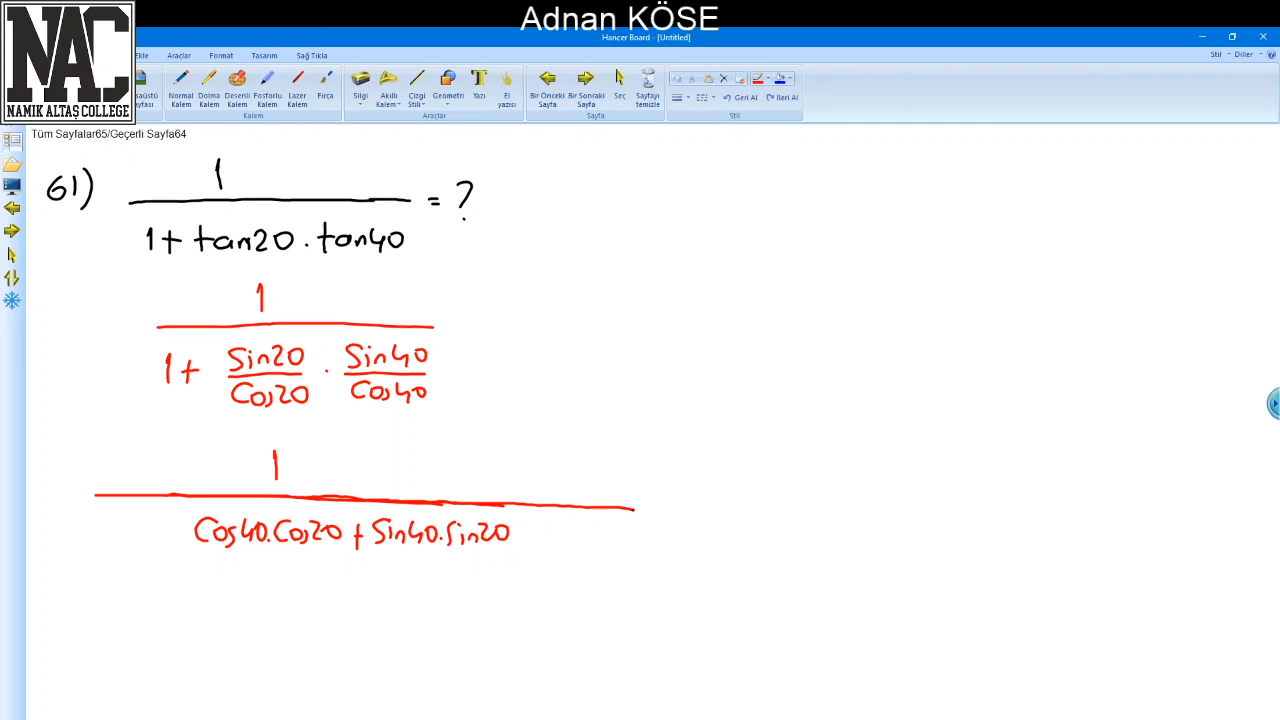 Adnan KÖSE
Hancer Board - [Untitled]
NAC
NAMIK ALTAŞ COLLEGE
Ekle Araçlar Format Tasarım Sağ Tıkla
Stil Diller
Normal Kalem Dolma Kalem Desenli Kalem Fosforlu Kalem Lazer Kalem Fırça
Silgi Akıllı Kalem Çizgi Stili Geometri Yazı El yazısı
Bir Önceki Sayfa Bir Sonraki Sayfa Seç Sayfayı temizle
Geri Al İleri Al
Kalem Araçlar Sayfa Stil
Tüm Sayfalar65/Geçerli Sayfa64
61) 1
= ?
1 + tan20 . tan40
1
1 + Sin20 . Sin40
Cos20 Cos40
1
Cos40.Cos20 + Sin40.Sin20